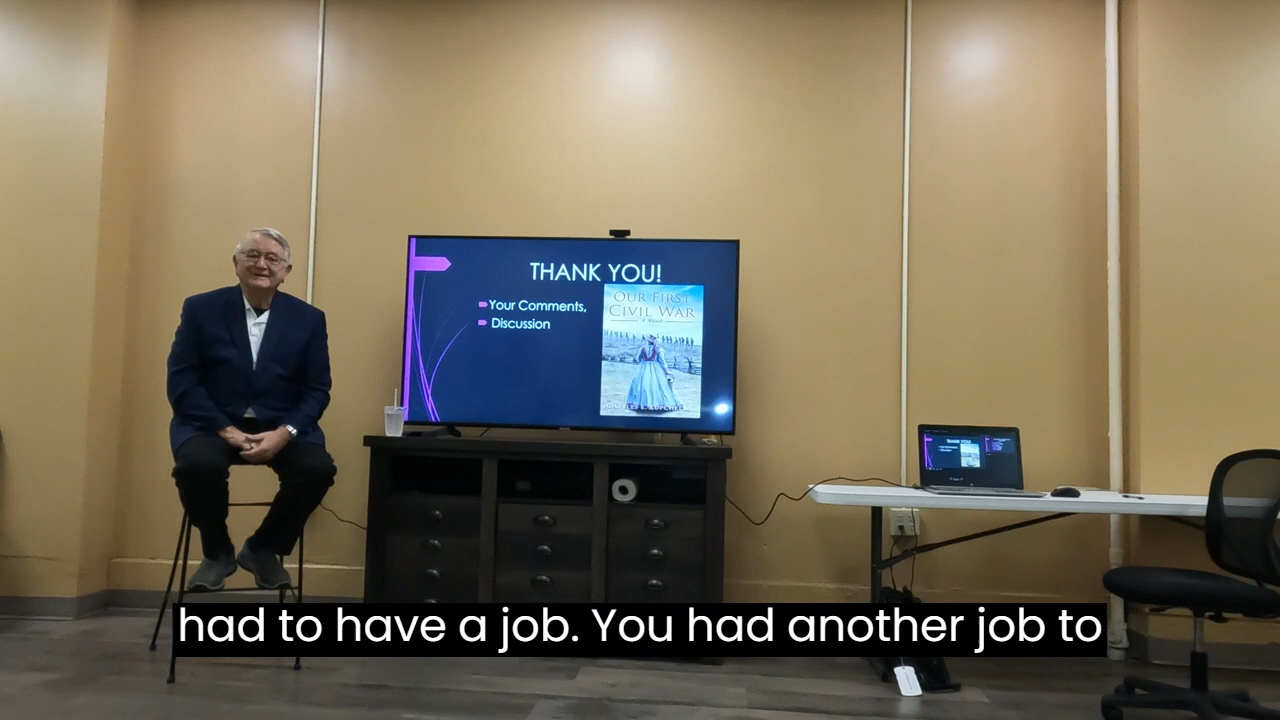 THANK YOU!
Your Comments,
Discussion
OUR FIRST
CIVIL WAR
had to have a job. You had another job to